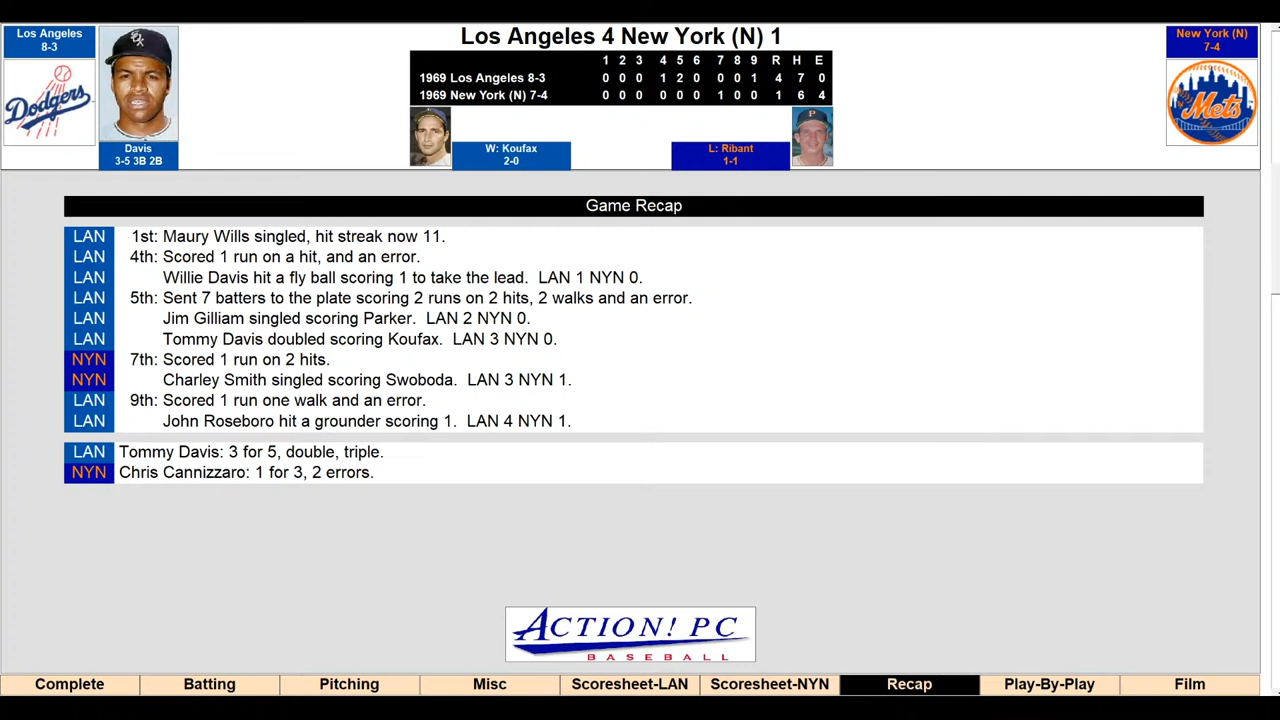 Los Angeles 4 New York (N) 1
Los Angeles
8-3
Dodgers
Davis
3-5 3B 2B
1 2 3 4 5 6 7 8 9 R H E
1969 Los Angeles 8-3 0 0 0 1 2 0 0 0 1 4 7 0
1969 New York (N) 7-4 0 0 0 0 0 0 1 0 0 1 6 4
W: Koufax
2-0
L: Ribant
1-1
New York (N)
7-4
Mets
Game Recap
LAN 1st: Maury Wills singled, hit streak now 11.
LAN 4th: Scored 1 run on a hit, and an error.
LAN Willie Davis hit a fly ball scoring 1 to take the lead. LAN 1 NYN 0.
LAN 5th: Sent 7 batters to the plate scoring 2 runs on 2 hits, 2 walks and an error.
LAN Jim Gilliam singled scoring Parker. LAN 2 NYN 0.
LAN Tommy Davis doubled scoring Koufax. LAN 3 NYN 0.
NYN 7th: Scored 1 run on 2 hits.
NYN Charley Smith singled scoring Swoboda. LAN 3 NYN 1.
LAN 9th: Scored 1 run one walk and an error.
LAN John Roseboro hit a grounder scoring 1. LAN 4 NYN 1.
LAN Tommy Davis: 3 for 5, double, triple.
NYN Chris Cannizzaro: 1 for 3, 2 errors.
ACTION! PC
BASEBALL
Complete Batting Pitching Misc Scoresheet-LAN Scoresheet-NYN Recap Play-By-Play Film